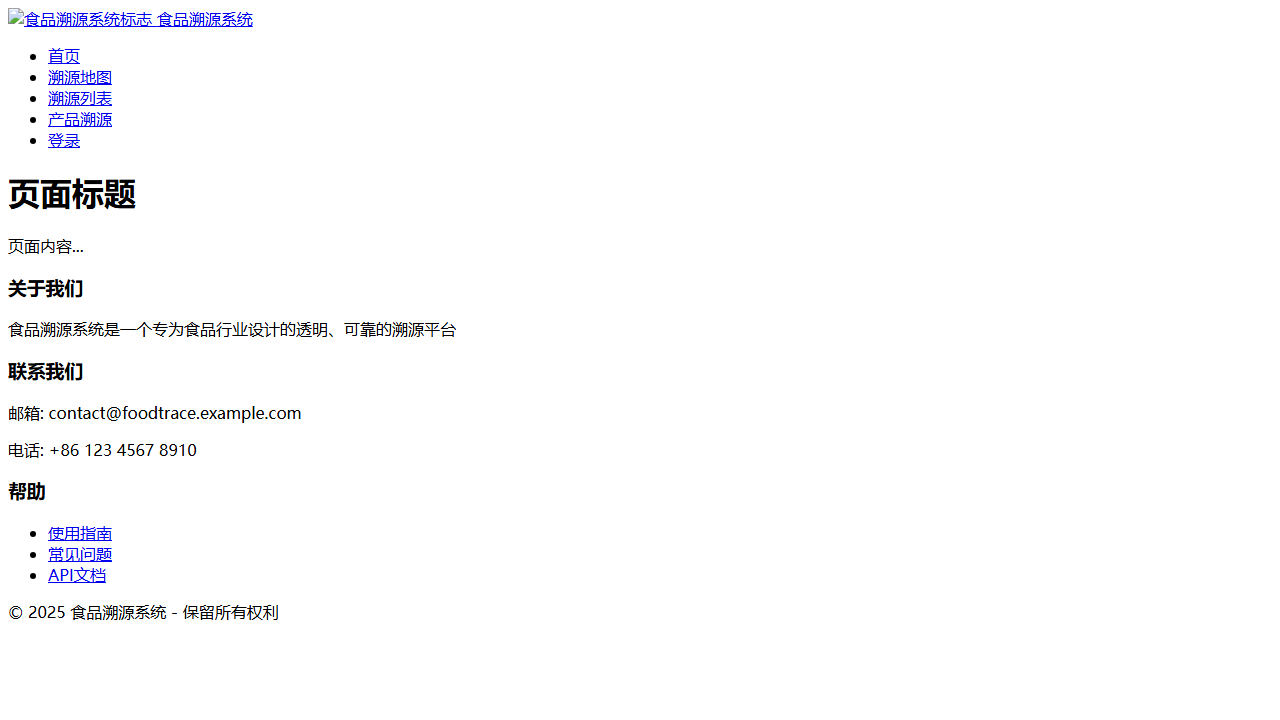 食品溯源系统标志 食品溯源系统
首页
溯源地图
溯源列表
产品溯源
登录
页面标题
页面内容...
关于我们
食品溯源系统是一个专为食品行业设计的透明、可靠的溯源平台
联系我们
邮箱: contact@foodtrace.example.com
电话: +86 123 4567 8910
帮助
使用指南
常见问题
API文档
© 2025 食品溯源系统 - 保留所有权利